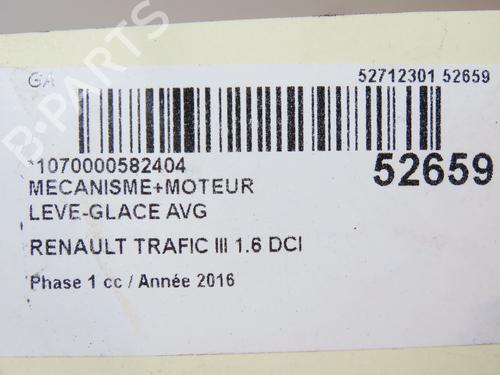 GA 52712301 52659
*1070000582404 52659
MECANISME+MOTEUR
LEVE-GLACE AVG
RENAULT TRAFIC III 1.6 DCI
Phase 1 cc / Année 2016
B-PARTS